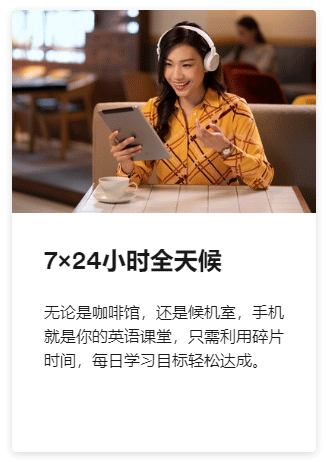 7×24小时全天候
无论是咖啡馆，还是候机室，手机
就是你的英语课堂，只需利用碎片
时间，每日学习目标轻松达成。